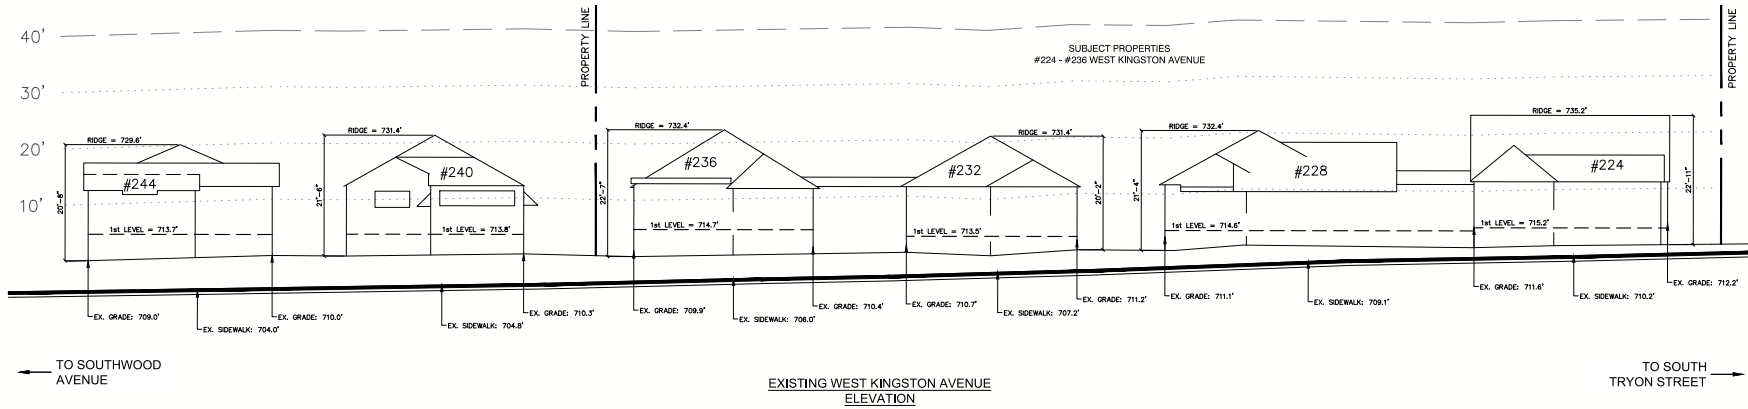 40'
30'
20'
10'
PROPERTY LINE
SUBJECT PROPERTIES
#224 - #236 WEST KINGSTON AVENUE
PROPERTY LINE
RIDGE = 729.6'
#244
20'-8"
1st LEVEL = 713.7'
RIDGE = 731.4'
#240
21'-6"
1st LEVEL = 713.8'
RIDGE = 732.4'
#236
22'-7"
1st LEVEL = 714.7'
RIDGE = 731.4'
#232
20'-2"
1st LEVEL = 713.5'
RIDGE = 732.4'
#228
21'-4"
1st LEVEL = 714.6'
RIDGE = 735.2'
#224
22'-11"
1st LEVEL = 715.2'
EX. GRADE: 709.0'
EX. SIDEWALK: 704.0'
EX. GRADE: 710.0'
EX. SIDEWALK: 704.8'
EX. GRADE: 710.3'
EX. GRADE: 709.9'
EX. SIDEWALK: 706.0'
EX. GRADE: 710.4'
EX. GRADE: 710.7'
EX. SIDEWALK: 707.2'
EX. GRADE: 711.2'
EX. GRADE: 711.1'
EX. SIDEWALK: 709.1'
EX. GRADE: 711.6'
EX. SIDEWALK: 710.2'
EX. GRADE: 712.2'
TO SOUTHWOOD
AVENUE
EXISTING WEST KINGSTON AVENUE
ELEVATION
TO SOUTH
TRYON STREET